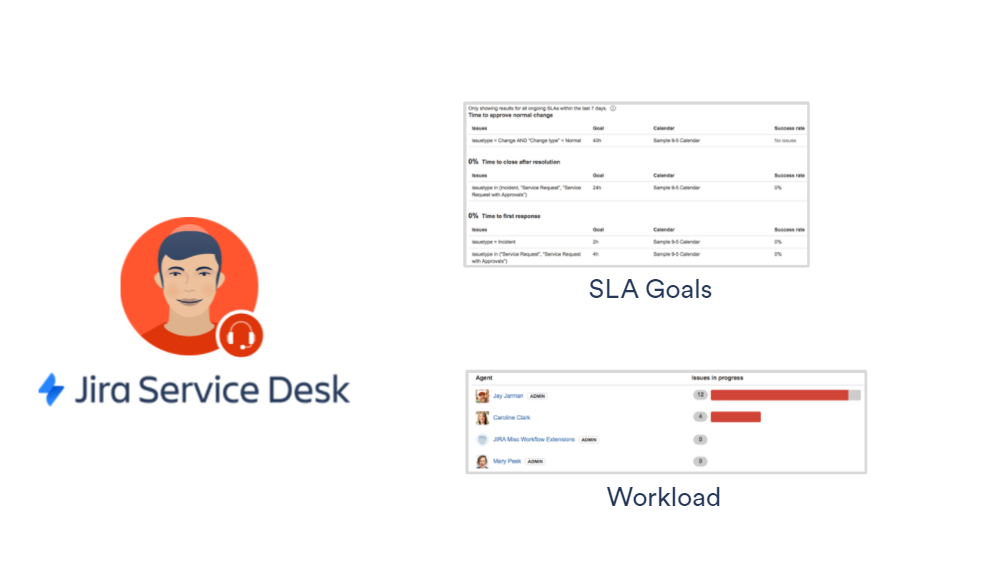 Only showing results for all ongoing SLAs within the last 7 days.
Time to approve normal change
Issues Goal Calendar Success rate
issuetype = Change AND "Change type" = Normal 40h Sample 9-5 Calendar No issues
0% Time to close after resolution
Issues Goal Calendar Success rate
issuetype in (Incident, "Service Request", "Service 24h Sample 9-5 Calendar 0%
Request with Approvals")
0% Time to first response
Issues Goal Calendar Success rate
issuetype = Incident 2h Sample 9-5 Calendar 0%
issuetype in ("Service Request", "Service Request 4h Sample 9-5 Calendar 0%
with Approvals")
SLA Goals
Jira Service Desk
Agent Issues in progress
Jay Jarman ADMIN 12
Caroline Clark 4
JIRA Misc Workflow Extensions ADMIN 0
Mary Peek ADMIN 0
Workload